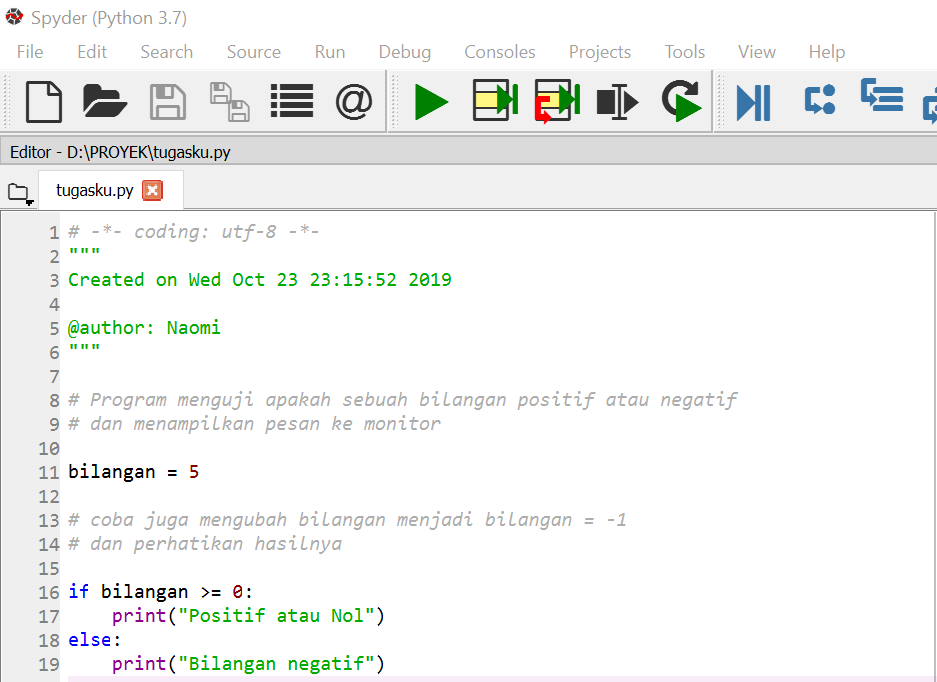 Spyder (Python 3.7)
File Edit Search Source Run Debug Consoles Projects Tools View Help
@
Editor - D:\PROYEK\tugasku.py
tugasku.py
1 # -*- coding: utf-8 -*-
2 """
3 Created on Wed Oct 23 23:15:52 2019
4
5 @author: Naomi
6 """
7
8 # Program menguji apakah sebuah bilangan positif atau negatif
9 # dan menampilkan pesan ke monitor
10
11 bilangan = 5
12
13 # coba juga mengubah bilangan menjadi bilangan = -1
14 # dan perhatikan hasilnya
15
16 if bilangan >= 0:
17     print("Positif atau Nol")
18 else:
19     print("Bilangan negatif")